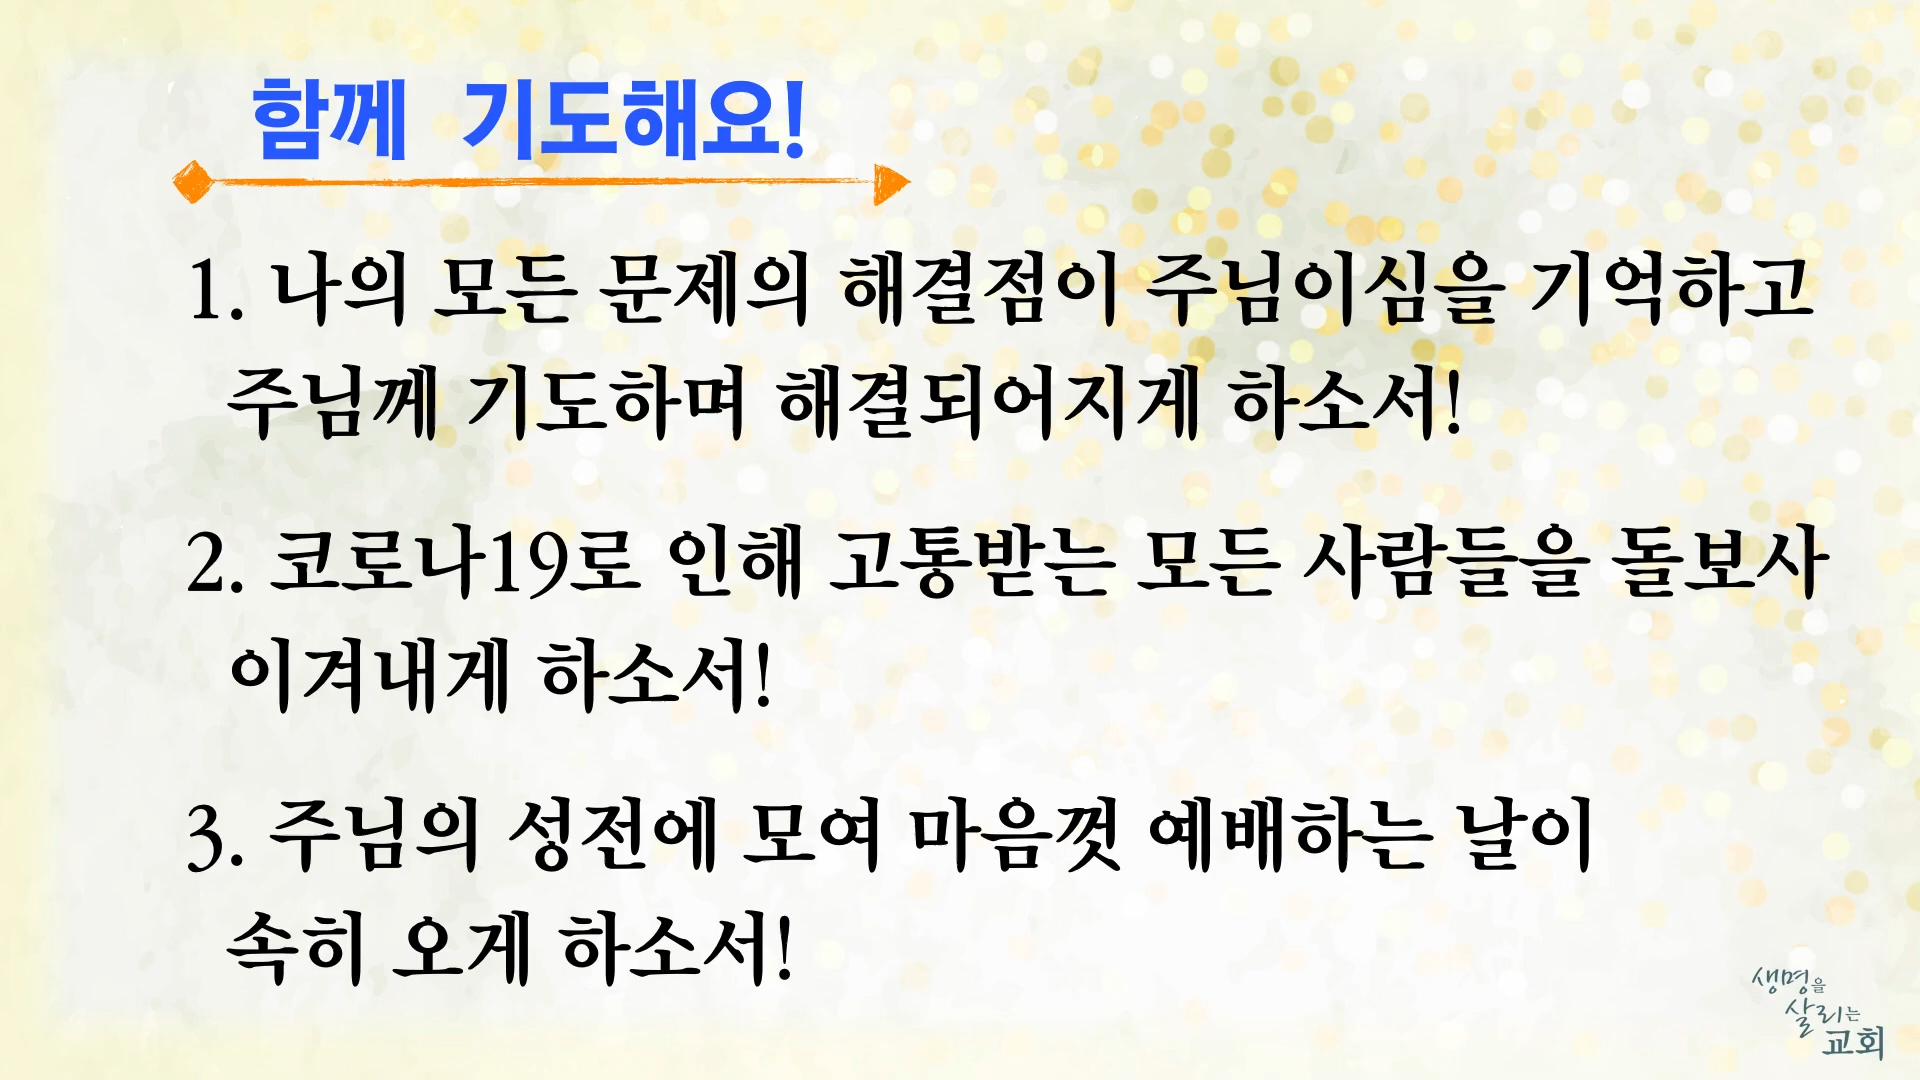 함께 기도해요!
1. 나의 모든 문제의 해결점이 주님이심을 기억하고
주님께 기도하며 해결되어지게 하소서!
2. 코로나19로 인해 고통받는 모든 사람들을 돌보사
이겨내게 하소서!
3. 주님의 성전에 모여 마음껏 예배하는 날이
속히 오게 하소서!
생명을
살리는
교회